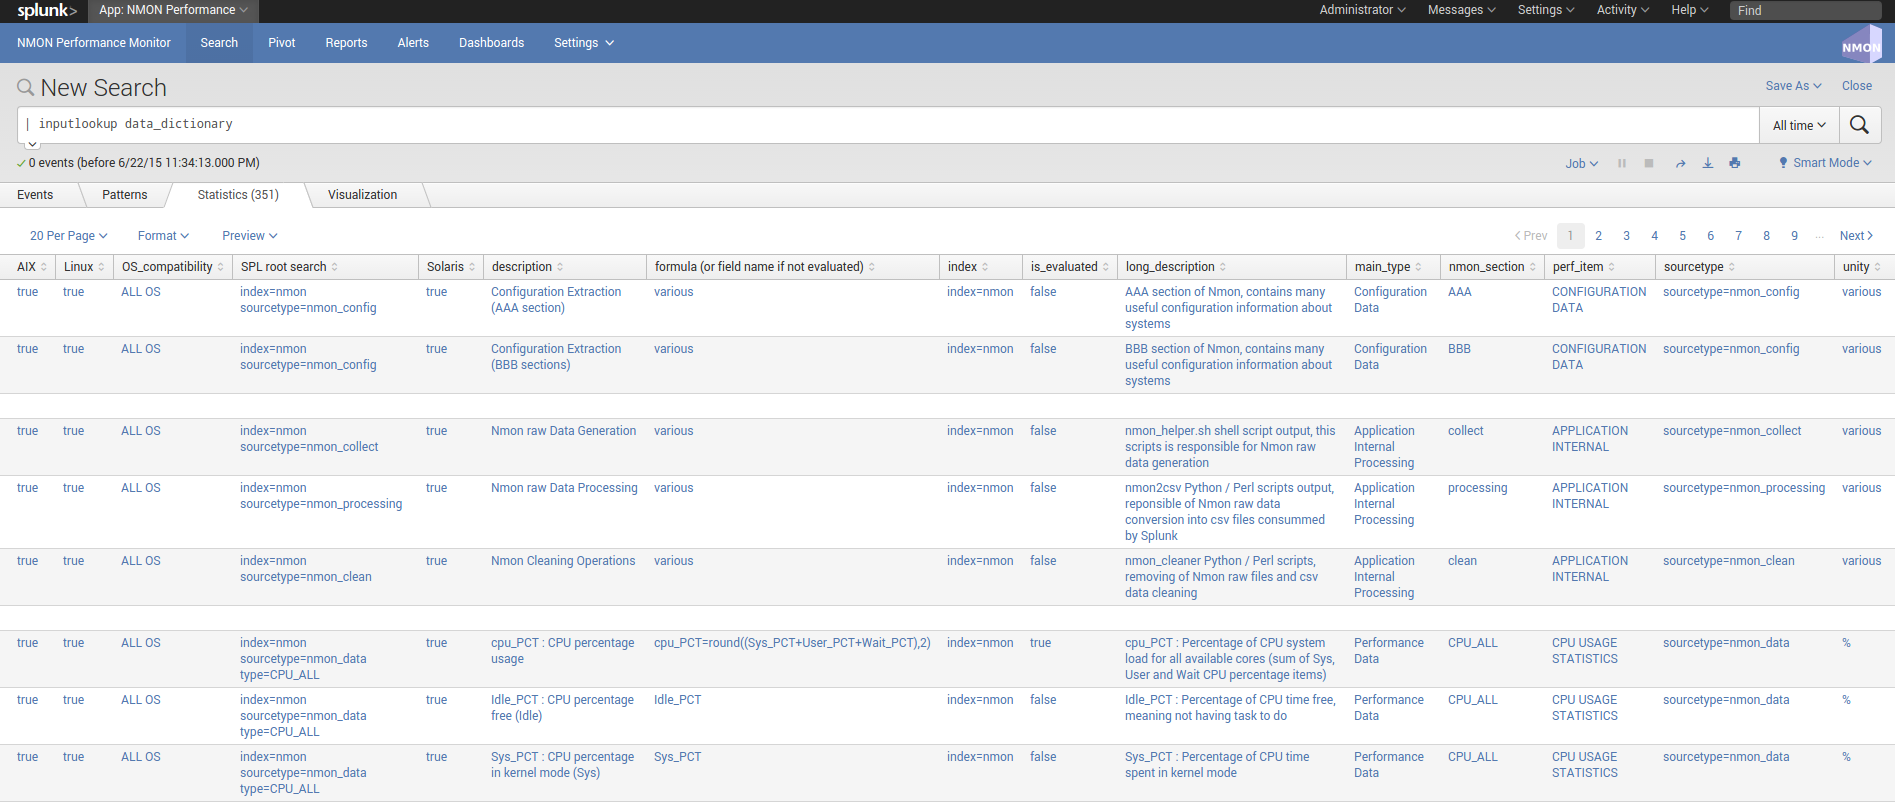 splunk> App: NMON Performance Administrator Messages Settings Activity Help Find
NMON Performance Monitor Search Pivot Reports Alerts Dashboards Settings NMON
New Search Save As Close
| inputlookup data_dictionary All time
0 events (before 6/22/15 11:34:13.000 PM) Job Smart Mode
Events Patterns Statistics (351) Visualization
20 Per Page Format Preview < Prev 1 2 3 4 5 6 7 8 9 ... Next >
AIX Linux OS_compatibility SPL root search Solaris description formula (or field name if not evaluated) index is_evaluated long_description main_type nmon_section perf_item sourcetype unity
true true ALL OS index=nmon true Configuration Extraction various index=nmon false AAA section of Nmon, contains many Configuration AAA CONFIGURATION sourcetype=nmon_config various
sourcetype=nmon_config (AAA section) useful configuration information about Data DATA
systems
true true ALL OS index=nmon true Configuration Extraction various index=nmon false BBB section of Nmon, contains many Configuration BBB CONFIGURATION sourcetype=nmon_config various
sourcetype=nmon_config (BBB sections) useful configuration information about Data DATA
systems
true true ALL OS index=nmon true Nmon raw Data Generation various index=nmon false nmon_helper.sh shell script output, this Application collect APPLICATION sourcetype=nmon_collect various
sourcetype=nmon_collect scripts is responsible for Nmon raw Internal INTERNAL
data generation Processing
true true ALL OS index=nmon true Nmon raw Data Processing various index=nmon false nmon2csv Python / Perl scripts output, Application processing APPLICATION sourcetype=nmon_processing various
sourcetype=nmon_processing reponsible of Nmon raw data Internal INTERNAL
conversion into csv files consummed Processing
by Splunk
true true ALL OS index=nmon true Nmon Cleaning Operations various index=nmon false nmon_cleaner Python / Perl scripts, Application clean APPLICATION sourcetype=nmon_clean various
sourcetype=nmon_clean removing of Nmon raw files and csv Internal INTERNAL
data cleaning Processing
true true ALL OS index=nmon true cpu_PCT : CPU percentage cpu_PCT=round((Sys_PCT+User_PCT+Wait_PCT),2) index=nmon true cpu_PCT : Percentage of CPU system Performance CPU_ALL CPU USAGE sourcetype=nmon_data %
sourcetype=nmon_data usage load for all available cores (sum of Sys, Data STATISTICS
type=CPU_ALL User and Wait CPU percentage items)
true true ALL OS index=nmon true Idle_PCT : CPU percentage Idle_PCT index=nmon false Idle_PCT : Percentage of CPU time free, Performance CPU_ALL CPU USAGE sourcetype=nmon_data %
sourcetype=nmon_data free (Idle) meaning not having task to do Data STATISTICS
type=CPU_ALL
true true ALL OS index=nmon true Sys_PCT : CPU percentage Sys_PCT index=nmon false Sys_PCT : Percentage of CPU time Performance CPU_ALL CPU USAGE sourcetype=nmon_data %
sourcetype=nmon_data in kernel mode (Sys) spent in kernel mode Data STATISTICS
type=CPU_ALL